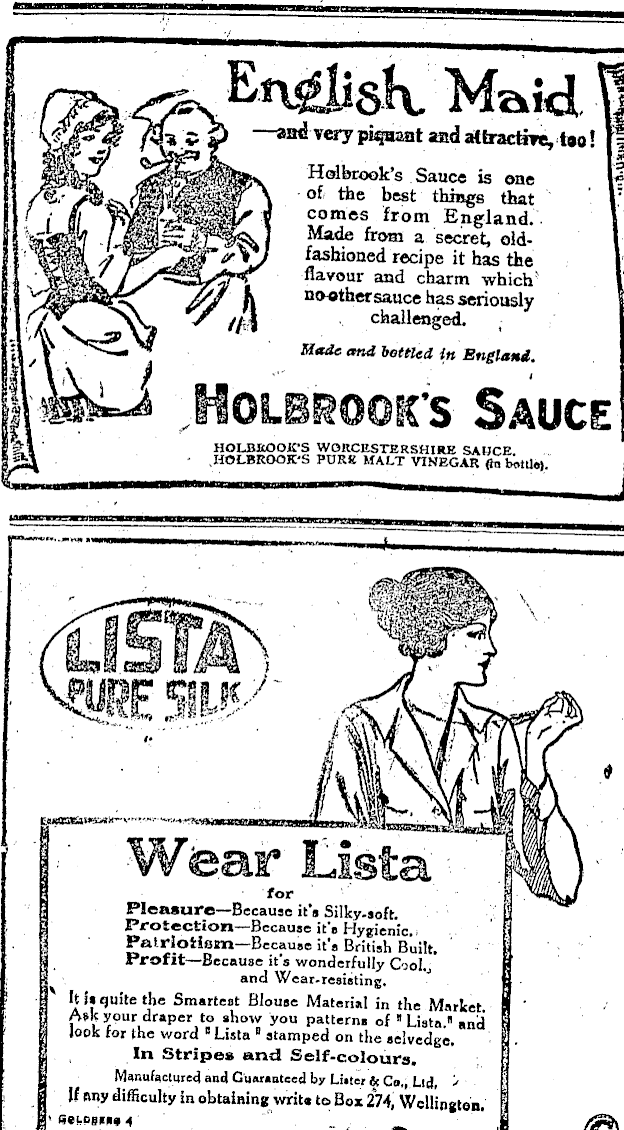 English Maid
—and very piquant and attractive, too!
Holbrook's Sauce is one
of the best things that
comes from England.
Made from a secret, old-
fashioned recipe it has the
flavour and charm which
no other sauce has seriously
challenged.
Made and bottled in England.
HOLBROOK'S SAUCE
HOLBROOK'S WORCESTERSHIRE SAUCE.
HOLBROOK'S PURE MALT VINEGAR (in bottle).
LISTA
PURE SILK
Wear Lista
for
Pleasure—Because it's Silky-soft.
Protection—Because it's Hygienic.
Patriotism—Because it's British Built.
Profit—Because it's wonderfully Cool,
and Wear-resisting.
It is quite the Smartest Blouse Material in the Market.
Ask your draper to show you patterns of "Lista," and
look for the word "Lista" stamped on the selvedge.
In Stripes and Self-colours.
Manufactured and Guaranteed by Lister & Co., Ltd.
If any difficulty in obtaining write to Box 274, Wellington.
GOLDBERG 4